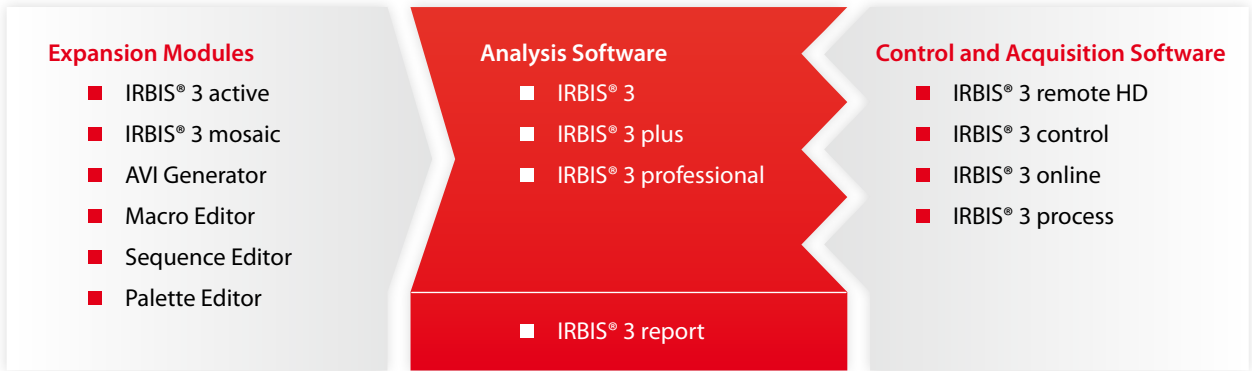 Expansion Modules
IRBIS® 3 active
IRBIS® 3 mosaic
AVI Generator
Macro Editor
Sequence Editor
Palette Editor
Analysis Software
IRBIS® 3
IRBIS® 3 plus
IRBIS® 3 professional
IRBIS® 3 report
Control and Acquisition Software
IRBIS® 3 remote HD
IRBIS® 3 control
IRBIS® 3 online
IRBIS® 3 process